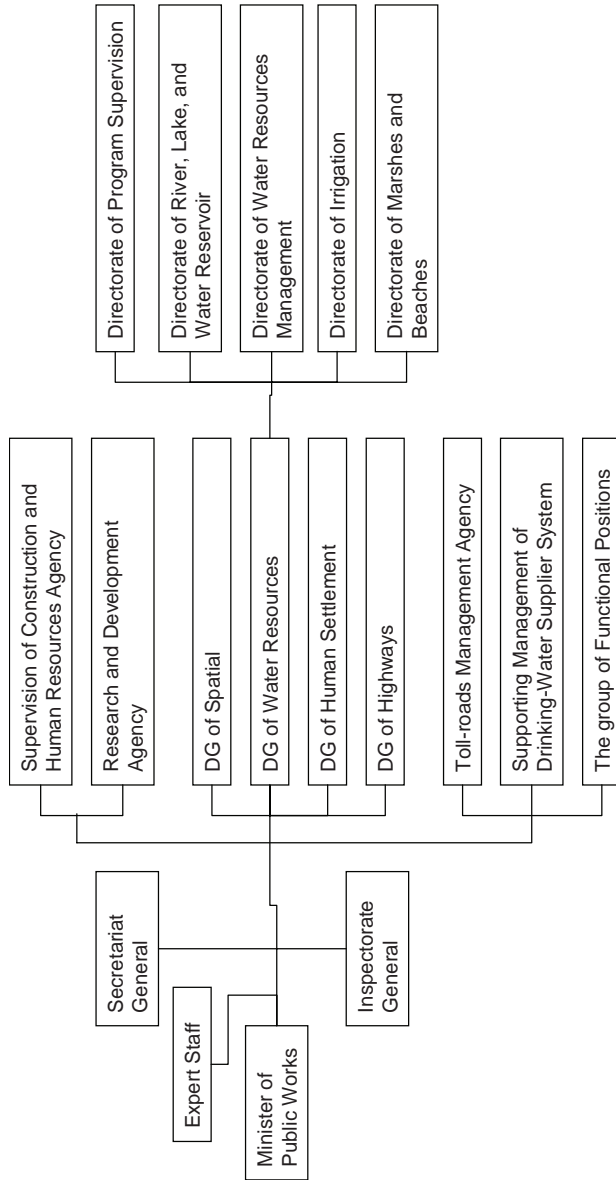 Minister of
Public Works
Expert Staff
Secretariat
General
Inspectorate
General
Supervision of Construction and
Human Resources Agency
Research and Development
Agency
DG of Spatial
DG of Water Resources
DG of Human Settlement
DG of Highways
Toll-roads Management Agency
Supporting Management of
Drinking-Water Supplier System
The group of Functional Positions
Directorate of Program Supervision
Directorate of River, Lake, and
Water Reservoir
Directorate of Water Resources
Management
Directorate of Irrigation
Directorate of Marshes and
Beaches